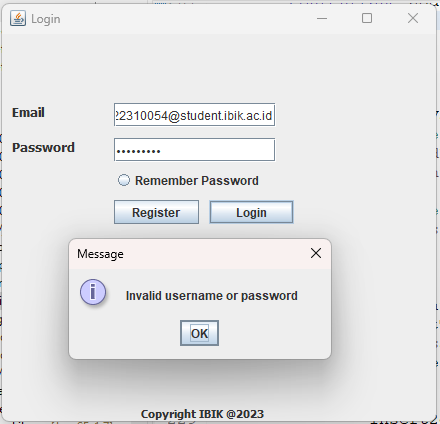 Login
Email
22310054@student.ibik.ac.id
Password
•••••••••
Remember Password
Register
Login
Message
Invalid username or password
OK
Copyright IBIK @2023